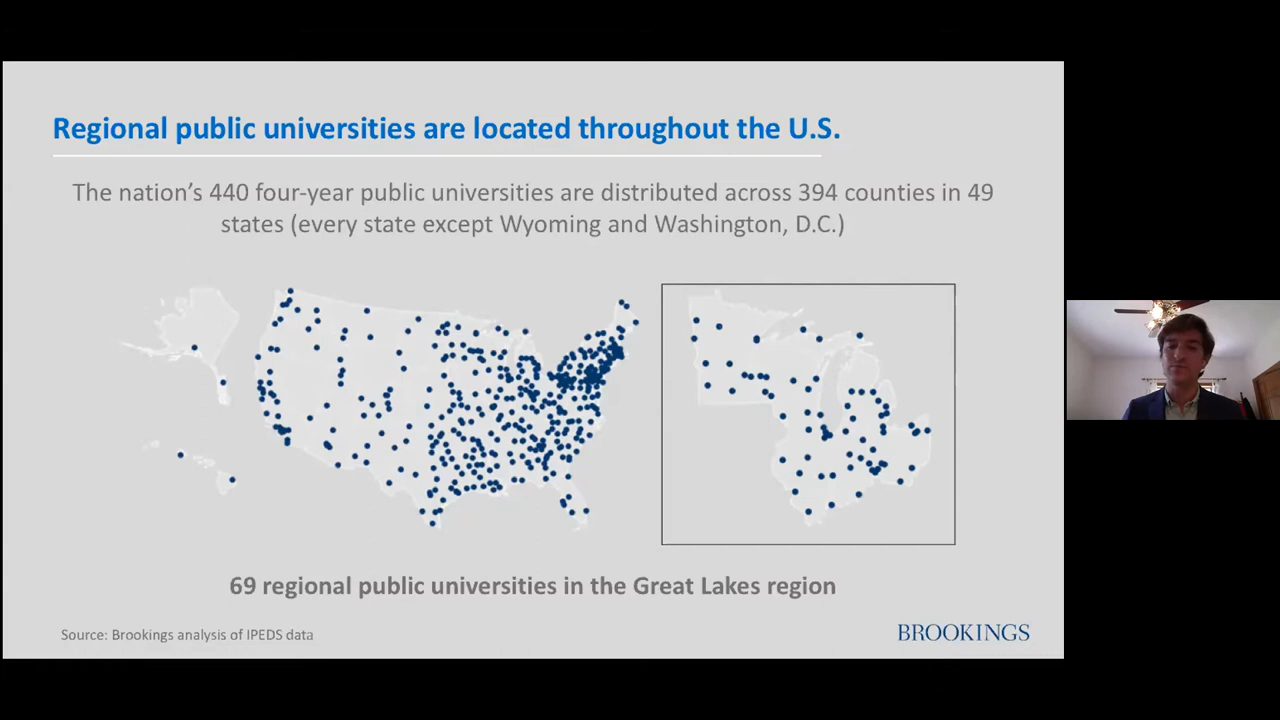 Regional public universities are located throughout the U.S.
The nation’s 440 four-year public universities are distributed across 394 counties in 49
states (every state except Wyoming and Washington, D.C.)
69 regional public universities in the Great Lakes region
Source: Brookings analysis of IPEDS data
BROOKINGS